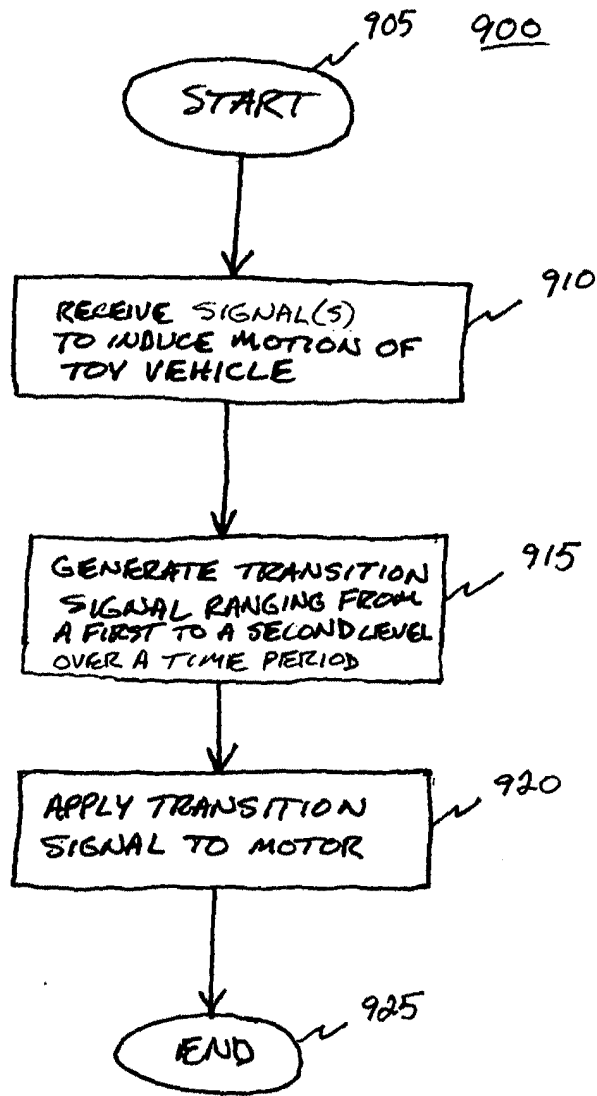 905
900
START
910
RECEIVE SIGNAL(S)
TO INDUCE MOTION OF
TOY VEHICLE
915
GENERATE TRANSITION
SIGNAL RANGING FROM
A FIRST TO A SECOND LEVEL
OVER A TIME PERIOD
920
APPLY TRANSITION
SIGNAL TO MOTOR
925
END